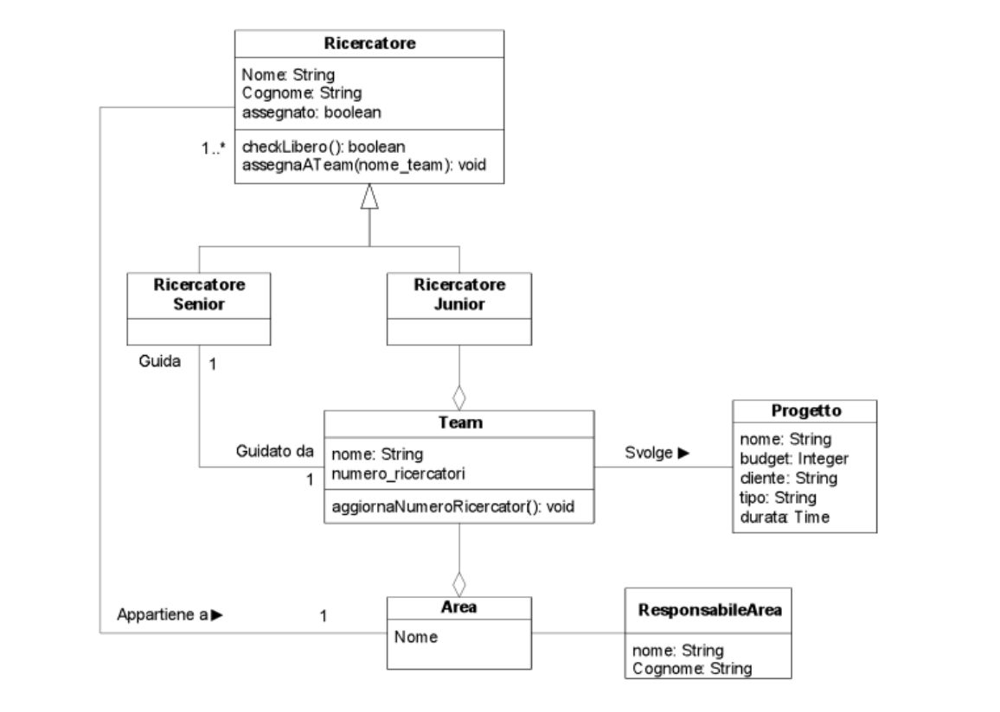 Ricercatore
Nome: String
Cognome: String
assegnato: boolean
1..*
checkLibero(): boolean
assegnaATeam(nome_team): void
Ricercatore
Senior
Ricercatore
Junior
Guida
1
Team
Guidato da
1
nome: String
numero_ricercatori
aggiornaNumeroRicercatori(): void
Svolge ▶
Progetto
nome: String
budget: Integer
cliente: String
tipo: String
durata: Time
Appartiene a ▶
1
Area
Nome
ResponsabileArea
nome: String
Cognome: String